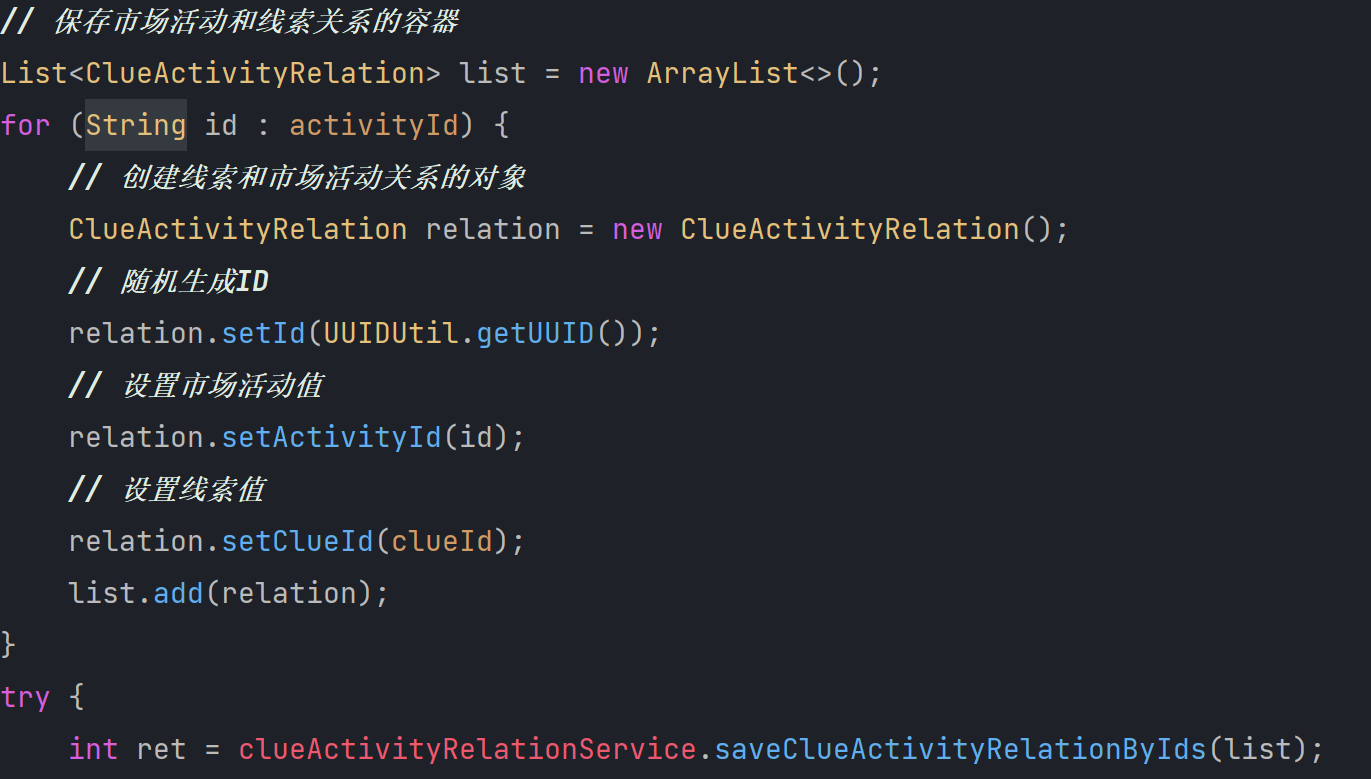 // 保存市场活动和线索关系的容器
List<ClueActivityRelation> list = new ArrayList<>();
for (String id : activityId) {
    // 创建线索和市场活动关系的对象
    ClueActivityRelation relation = new ClueActivityRelation();
    // 随机生成ID
    relation.setId(UUIDUtil.getUUID());
    // 设置市场活动值
    relation.setActivityId(id);
    // 设置线索值
    relation.setClueId(clueId);
    list.add(relation);
}
try {
    int ret = clueActivityRelationService.saveClueActivityRelationByIds(list);